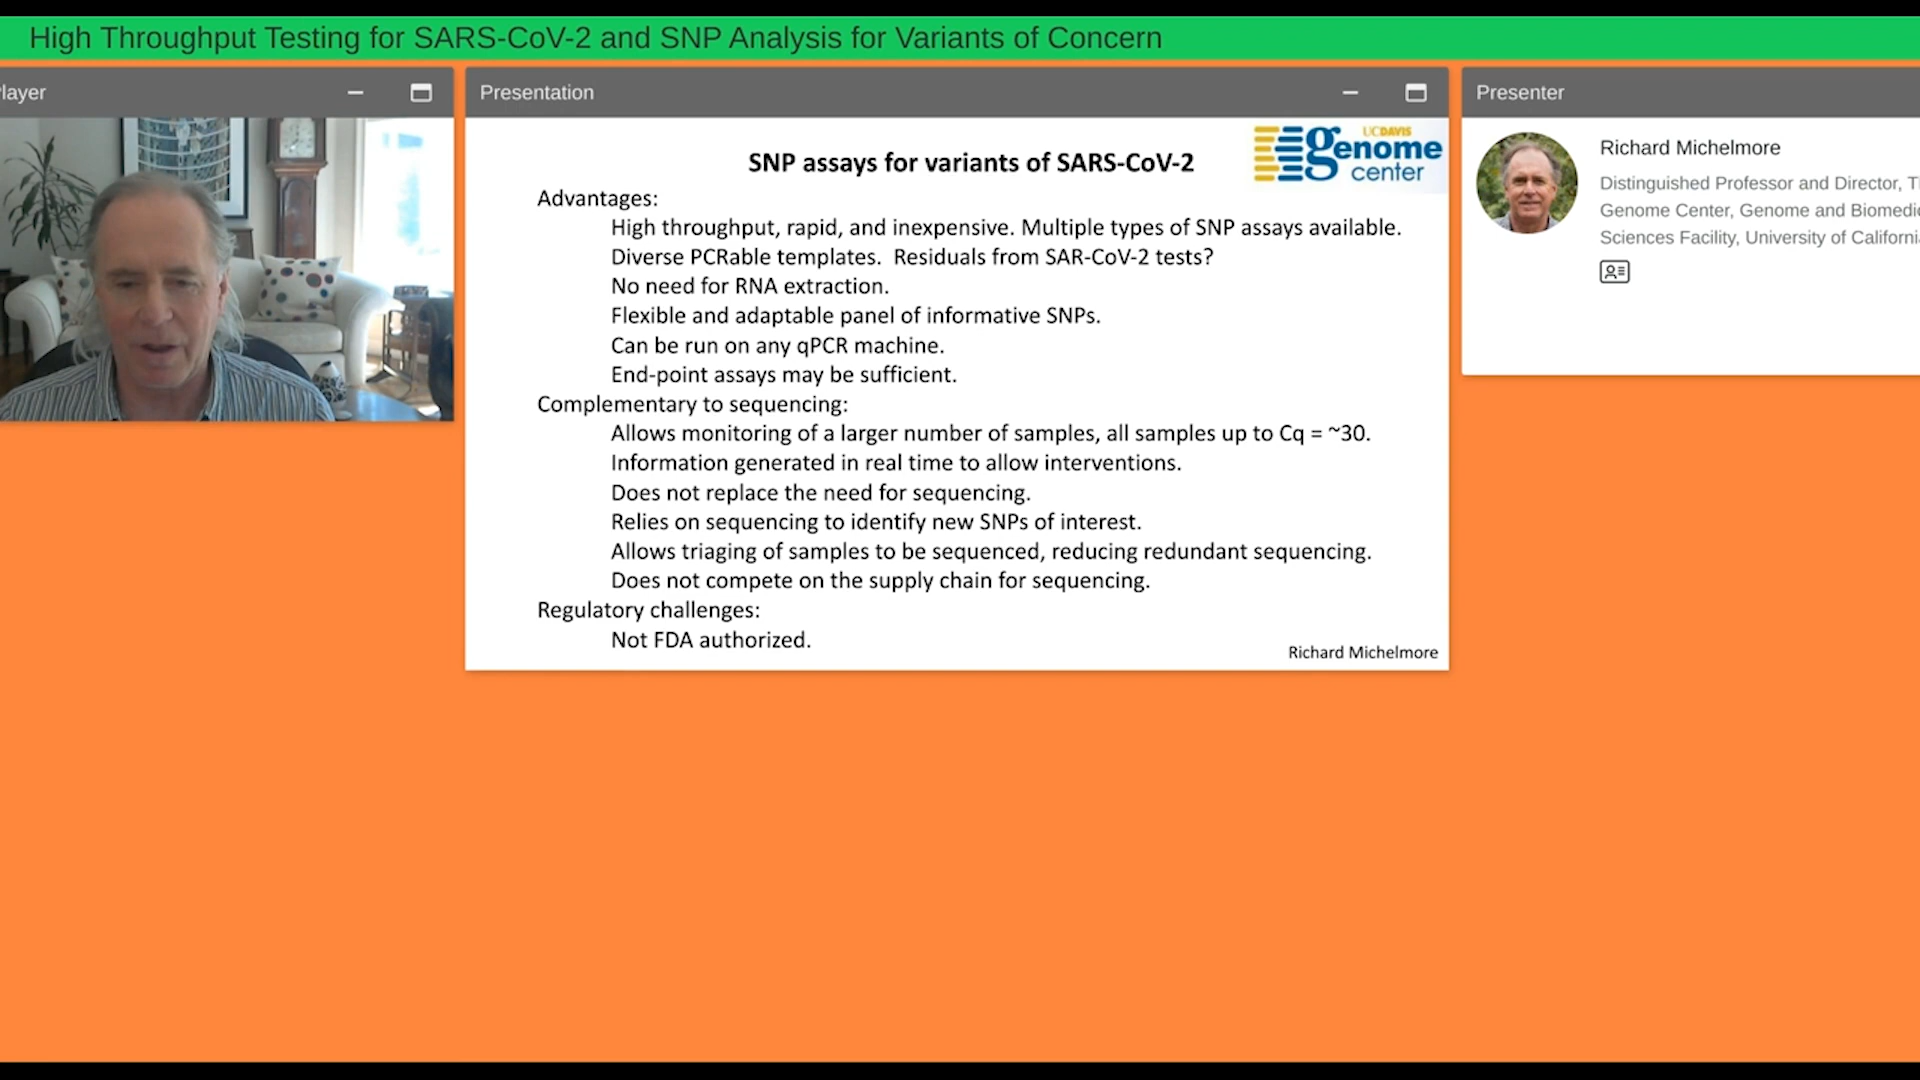 High Throughput Testing for SARS-CoV-2 and SNP Analysis for Variants of Concern
Player
Presentation
SNP assays for variants of SARS-CoV-2
UCDAVIS
genome
center
Advantages:
High throughput, rapid, and inexpensive. Multiple types of SNP assays available.
Diverse PCRable templates. Residuals from SAR-CoV-2 tests?
No need for RNA extraction.
Flexible and adaptable panel of informative SNPs.
Can be run on any qPCR machine.
End-point assays may be sufficient.
Complementary to sequencing:
Allows monitoring of a larger number of samples, all samples up to Cq = ~30.
Information generated in real time to allow interventions.
Does not replace the need for sequencing.
Relies on sequencing to identify new SNPs of interest.
Allows triaging of samples to be sequenced, reducing redundant sequencing.
Does not compete on the supply chain for sequencing.
Regulatory challenges:
Not FDA authorized.
Richard Michelmore
Presenter
Richard Michelmore
Distinguished Professor and Director,
Genome Center, Genome and
Sciences Facility, University of